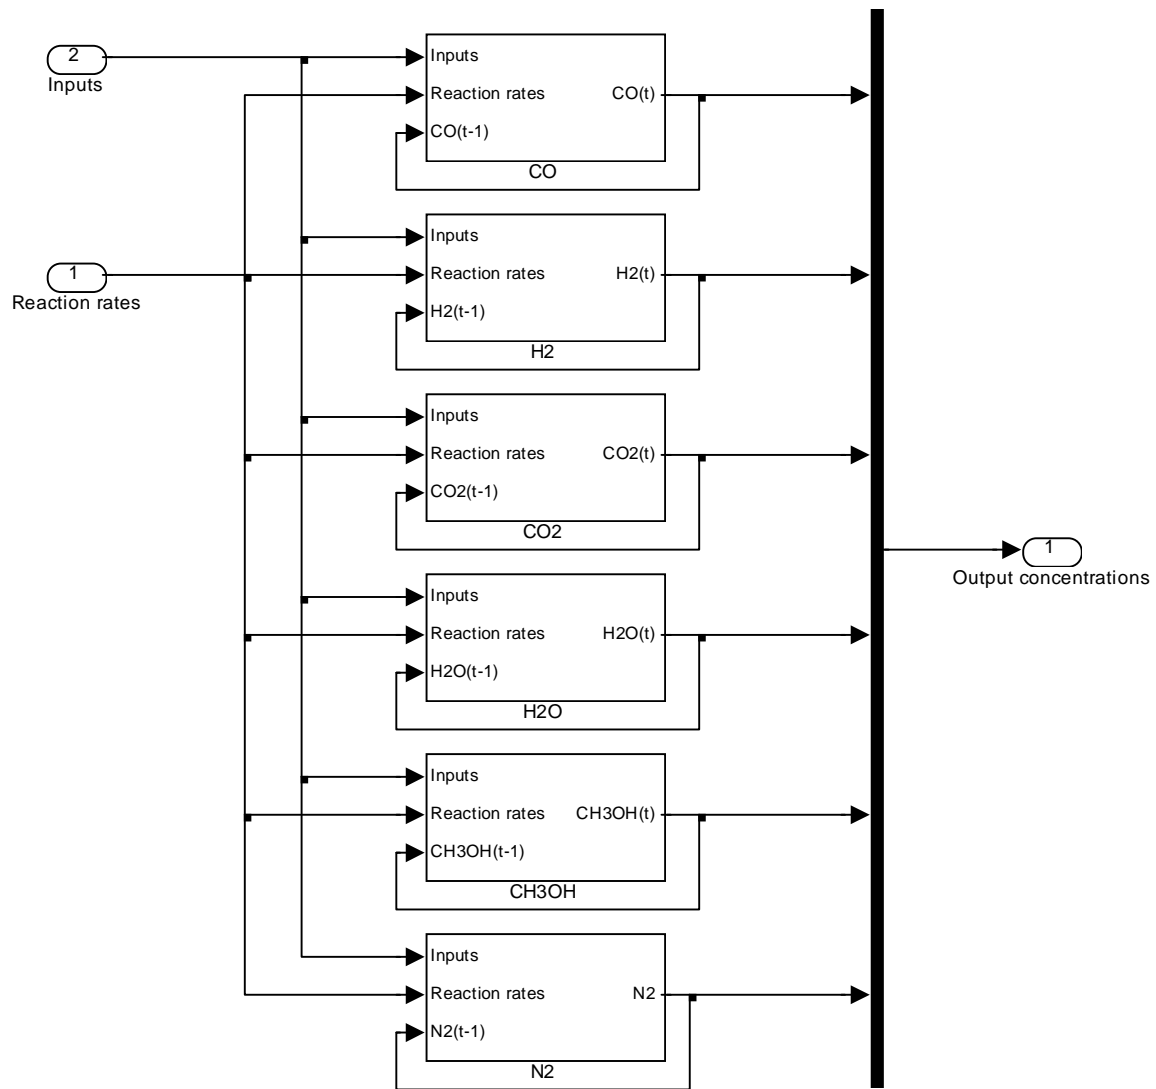 2
Inputs
Inputs
Reaction rates
CO(t)
CO(t-1)
CO
Inputs
1
Reaction rates
H2(t)
Reaction rates
H2(t-1)
H2
Inputs
Reaction rates
CO2(t)
CO2(t-1)
CO2
1
Output concentrations
Inputs
Reaction rates
H2O(t)
H2O(t-1)
H2O
Inputs
Reaction rates
CH3OH(t)
CH3OH(t-1)
CH3OH
Inputs
Reaction rates
N2
N2(t-1)
N2